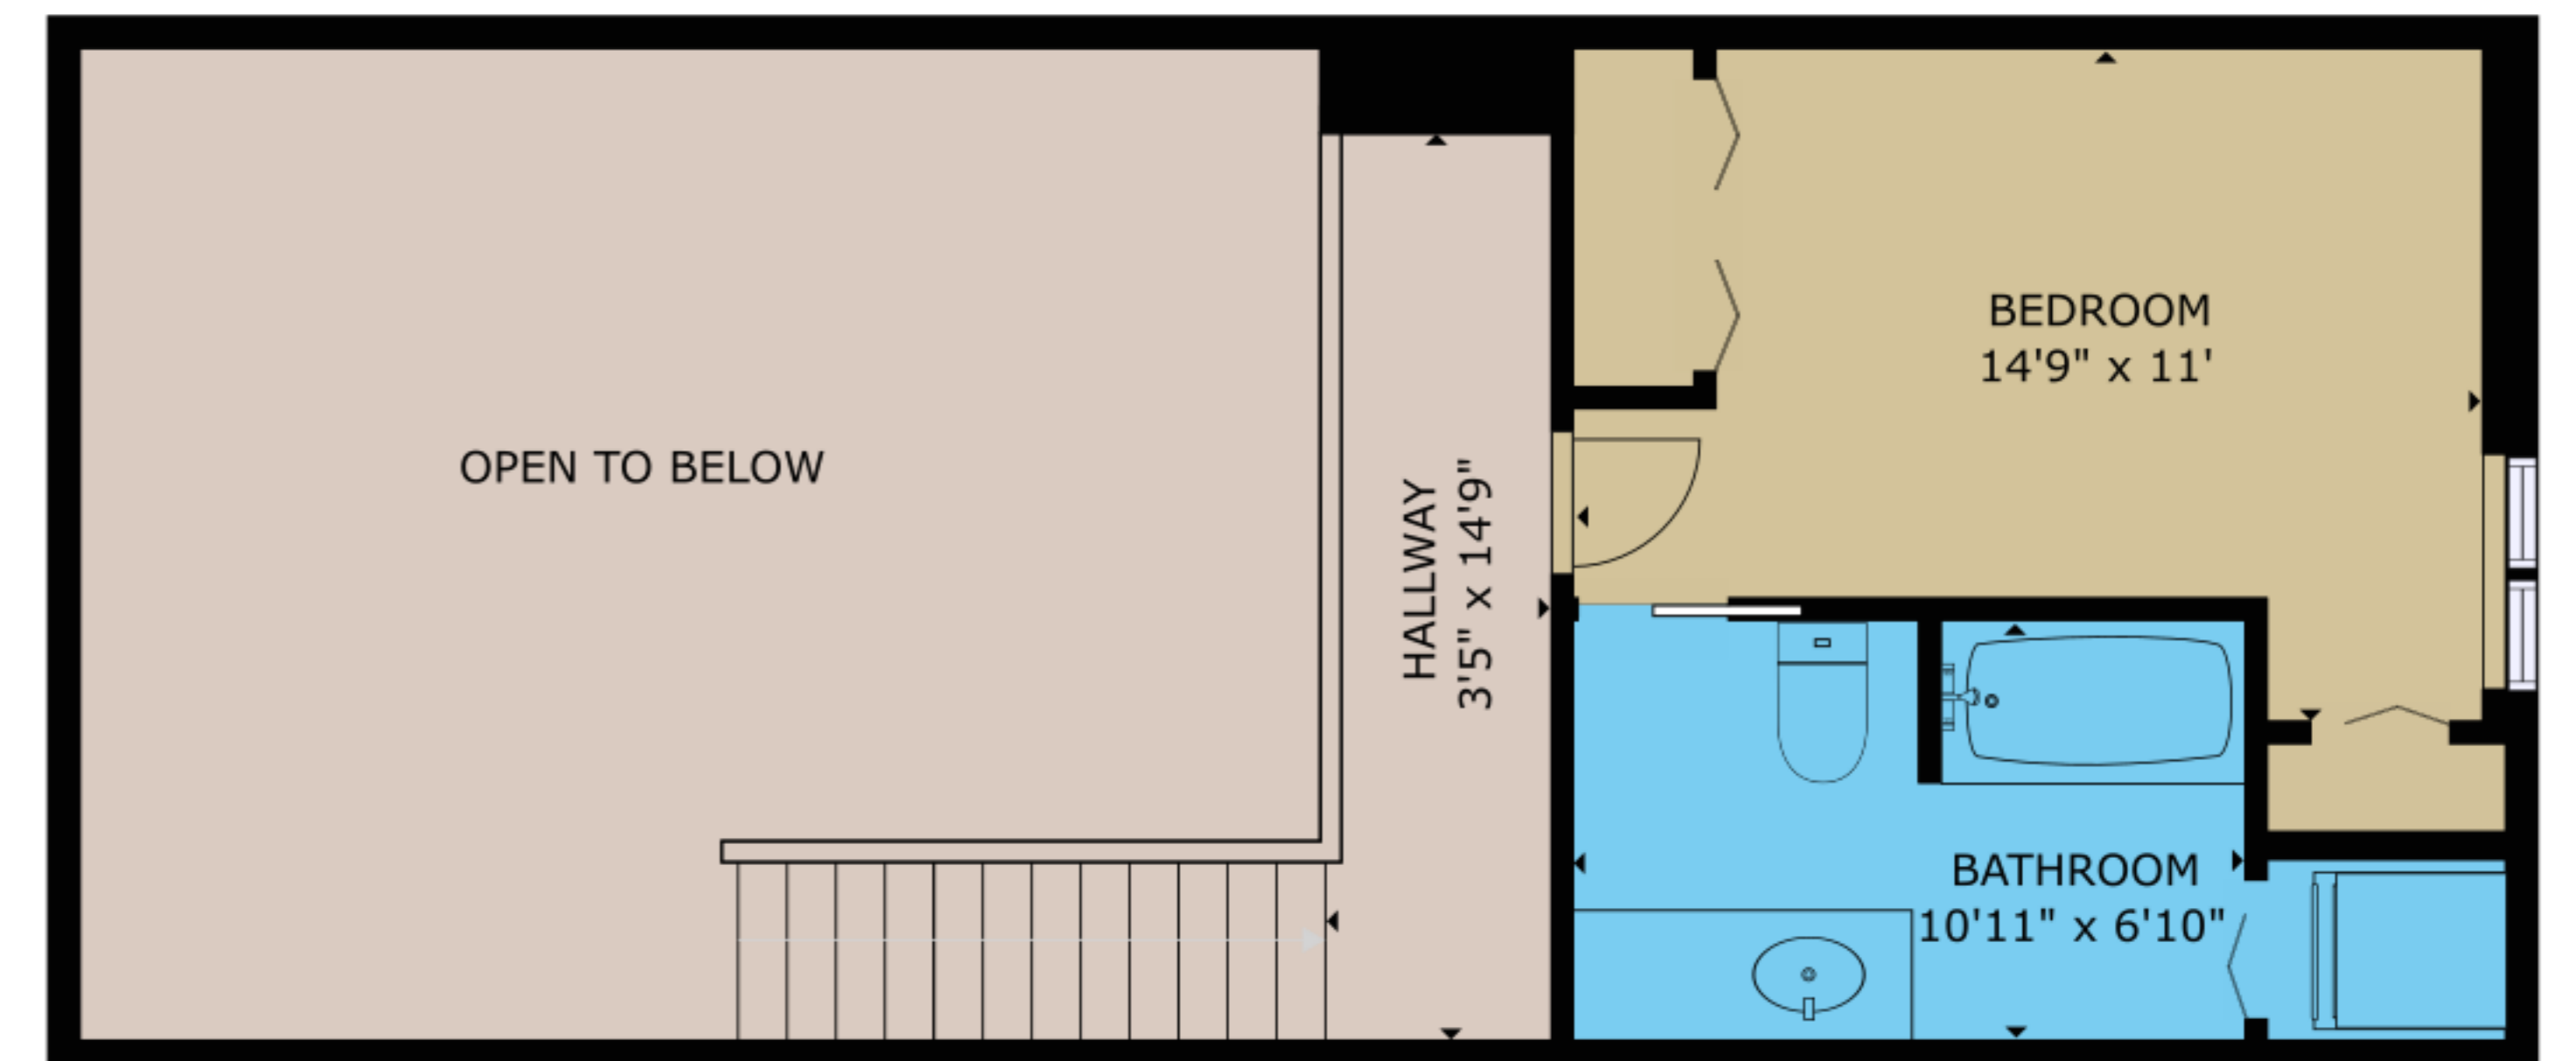 OPEN TO BELOW
HALLWAY
3'5" x 14'9"
BEDROOM
14'9" x 11'
BATHROOM
10'11" x 6'10"